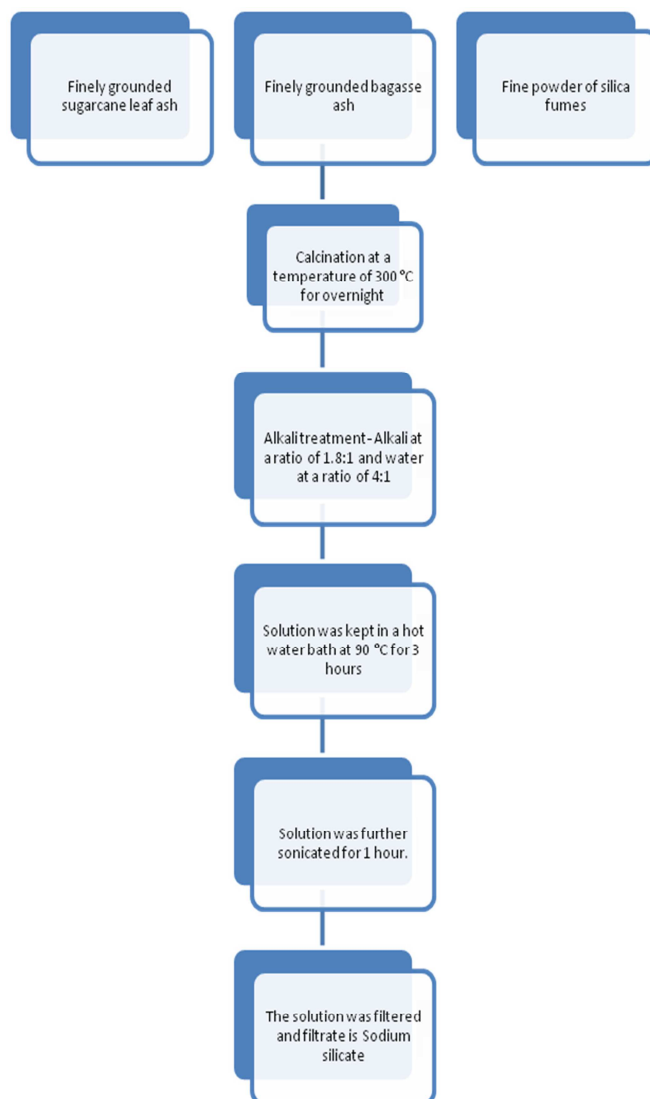 Finely grounded
sugarcane leaf ash
Finely grounded bagasse
ash
Fine powder of silica
fumes
Calcination at a
temperature of 300 °C
for overnight
Alkali treatment- Alkali at
a ratio of 1.8:1 and water
at a ratio of 4:1
Solution was kept in a hot
water bath at 90 °C for 3
hours
Solution was further
sonicated for 1 hour.
The solution was filtered
and filtrate is Sodium
silicate